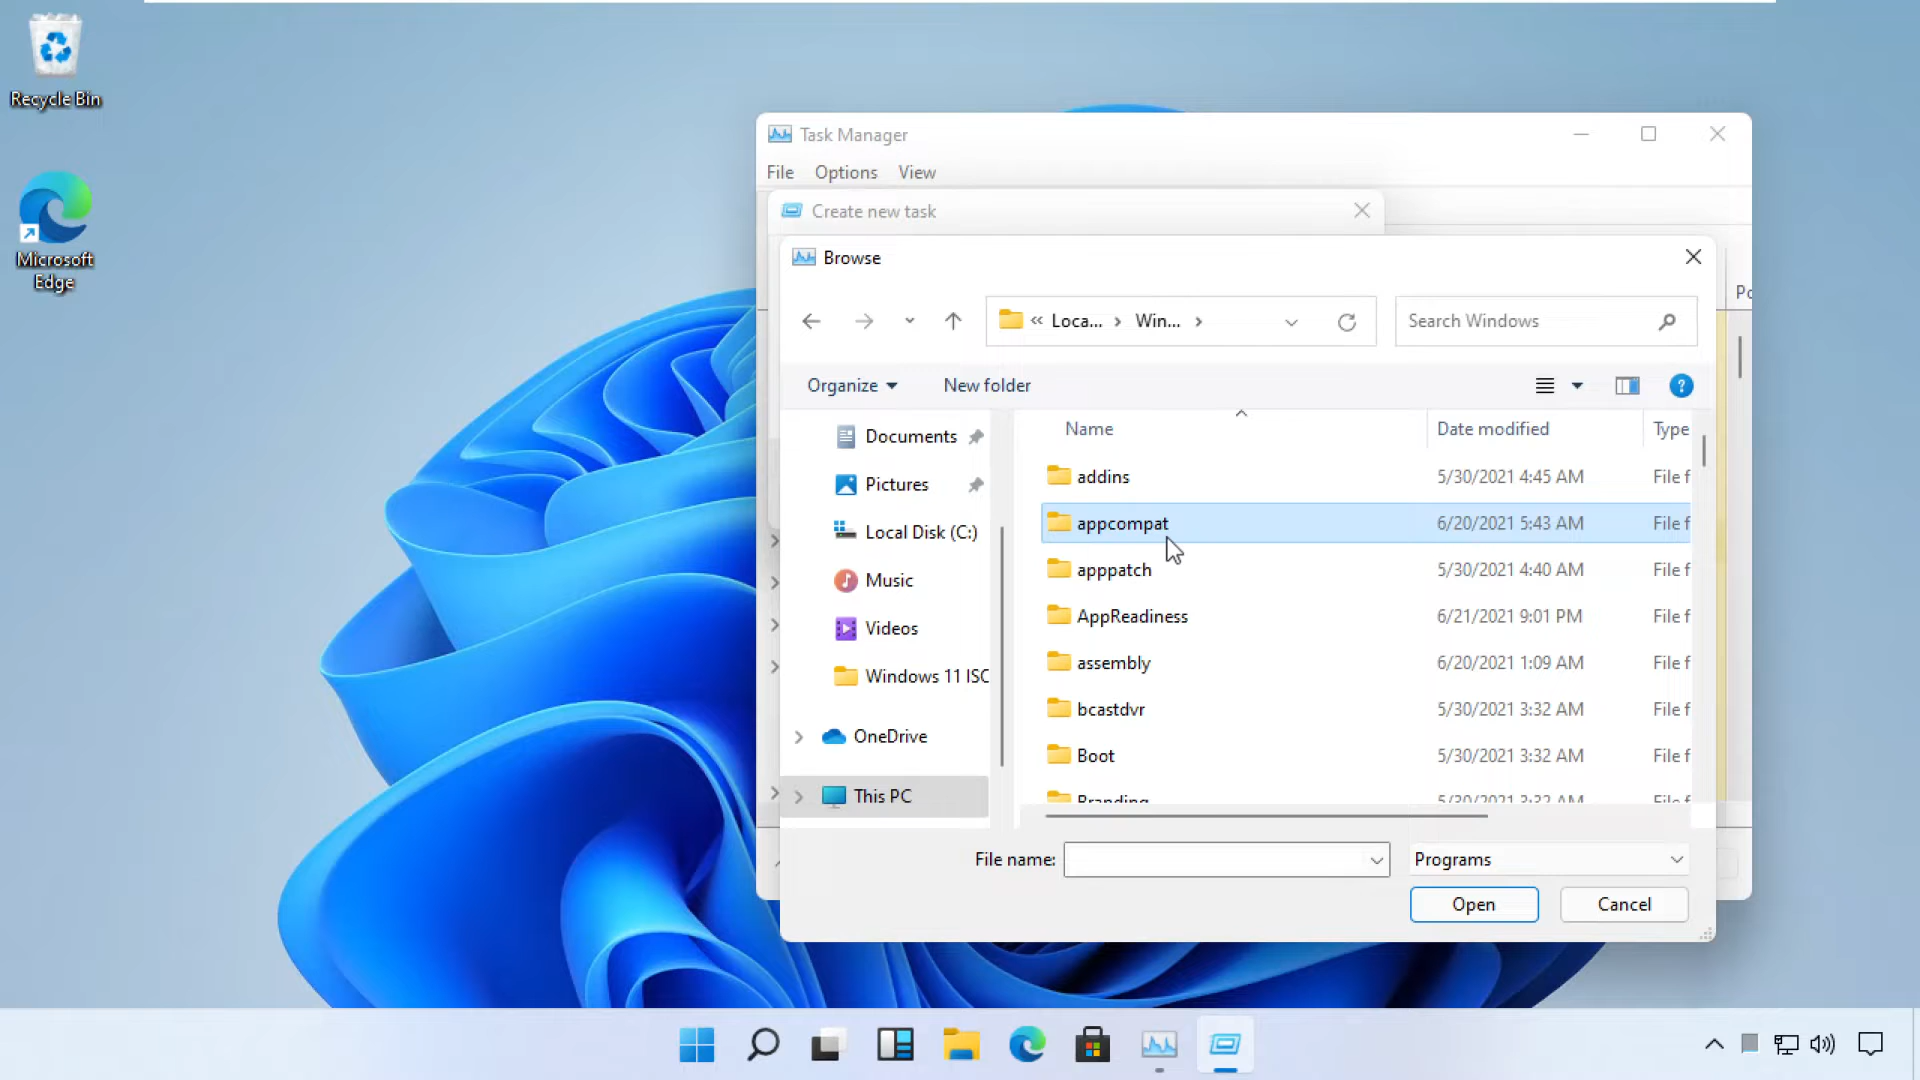 Recycle Bin
Microsoft
Edge
Task Manager
File Options View
Create new task
Browse
« Loca... › Win... ›
Search Windows
Organize New folder
Documents
Pictures
Local Disk (C:)
Music
Videos
Windows 11 ISO
OneDrive
This PC
Name Date modified Type
addins 5/30/2021 4:45 AM File f
appcompat 6/20/2021 5:43 AM File f
apppatch 5/30/2021 4:40 AM File f
AppReadiness 6/21/2021 9:01 PM File f
assembly 6/20/2021 1:09 AM File f
bcastdvr 5/30/2021 3:32 AM File f
Boot 5/30/2021 3:32 AM File f
Branding 5/30/2021 3:32 AM File f
File name:
Programs
Open Cancel
Po